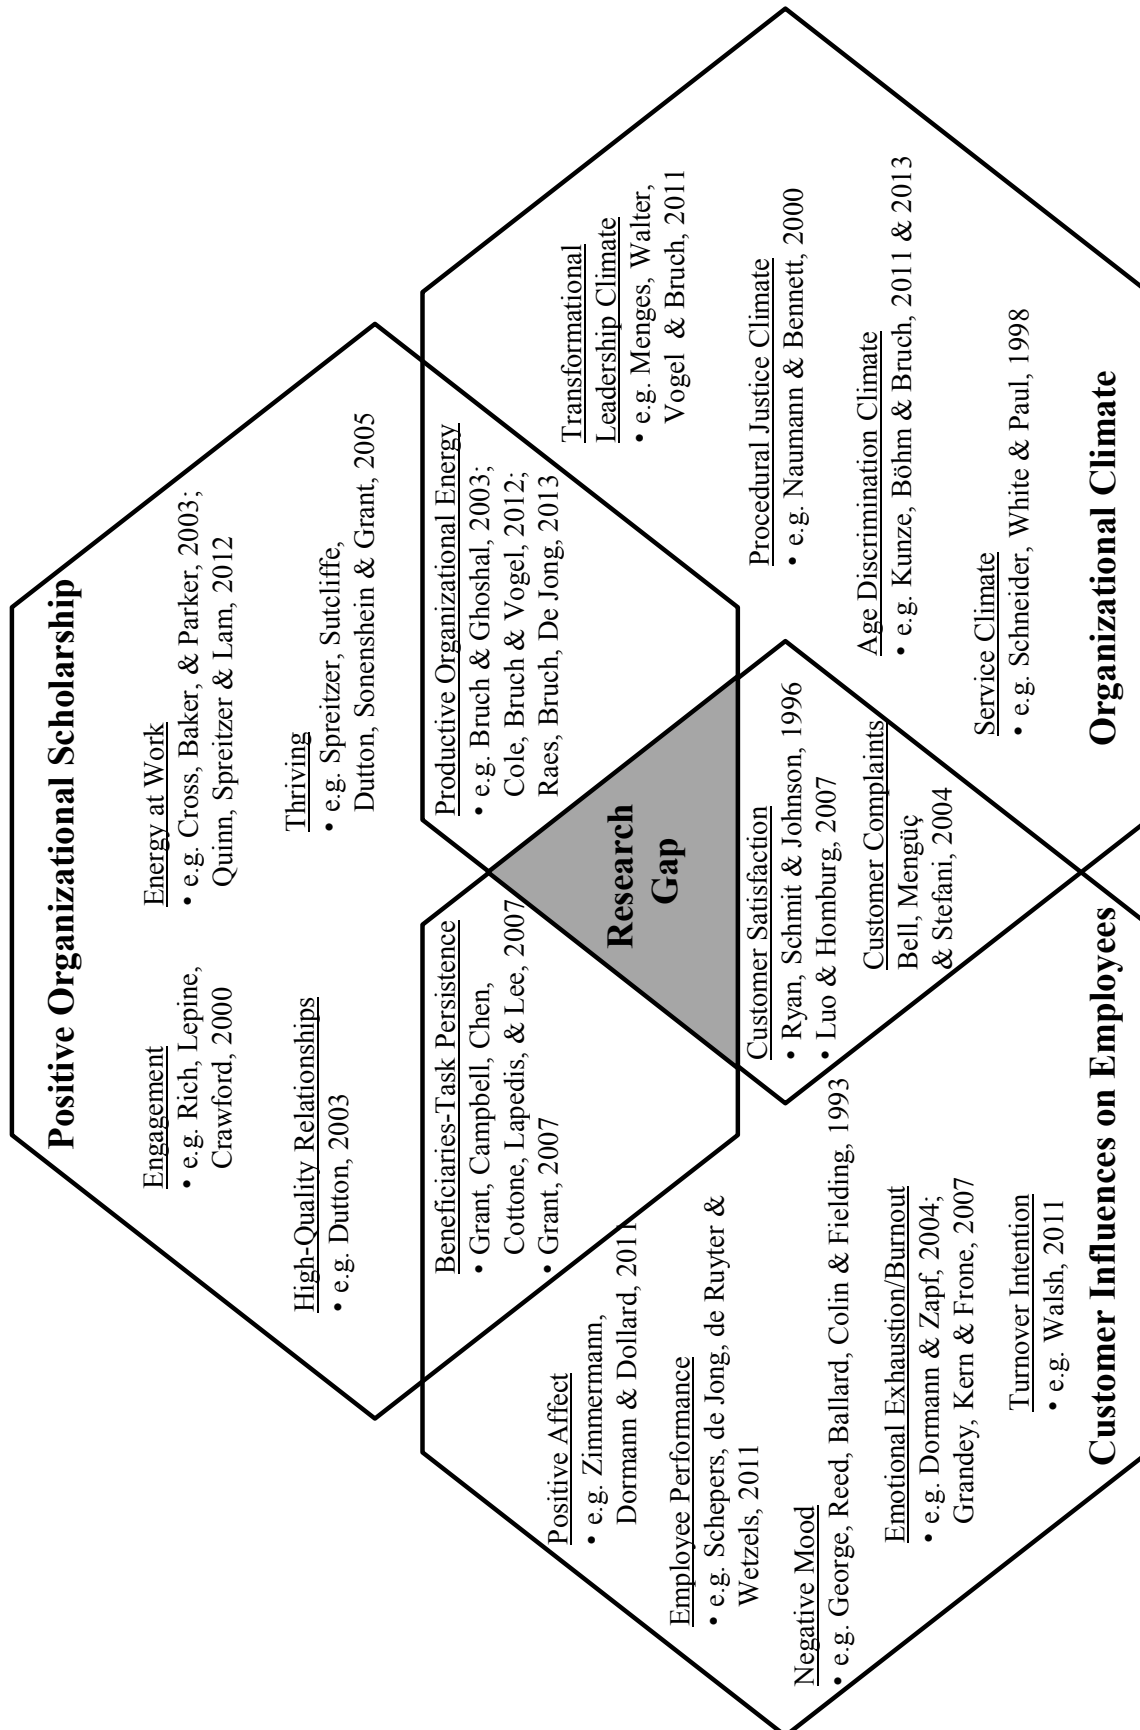 Positive Organizational Scholarship
Engagement
• e.g. Rich, Lepine,
Crawford, 2000
Energy at Work
• e.g. Cross, Baker, & Parker, 2003;
Quinn, Spreitzer & Lam, 2012
High-Quality Relationships
• e.g. Dutton, 2003
Thriving
• e.g. Spreitzer, Sutcliffe,
Dutton, Sonenshein & Grant, 2005
Beneficiaries-Task Persistence
• Grant, Campbell, Chen,
Cottone, Lapedis, & Lee, 2007
• Grant, 2007
Productive Organizational Energy
• e.g. Bruch & Ghoshal, 2003;
Cole, Bruch & Vogel, 2012;
Raes, Bruch, De Jong, 2013
Research
Gap
Positive Affect
• e.g. Zimmermann,
Dormann & Dollard, 2011
Employee Performance
• e.g. Schepers, de Jong, de Ruyter &
Wetzels, 2011
Negative Mood
• e.g. George, Reed, Ballard, Colin & Fielding, 1993
Emotional Exhaustion/Burnout
• e.g. Dormann & Zapf, 2004;
Grandey, Kern & Frone, 2007
Turnover Intention
• e.g. Walsh, 2011
Customer Influences on Employees
Customer Satisfaction
• Ryan, Schmit & Johnson, 1996
• Luo & Homburg, 2007
Customer Complaints
Bell, Mengüç
& Stefani, 2004
Transformational
Leadership Climate
• e.g. Menges, Walter,
Vogel & Bruch, 2011
Procedural Justice Climate
• e.g. Naumann & Bennett, 2000
Age Discrimination Climate
• e.g. Kunze, Böhm & Bruch, 2011 & 2013
Service Climate
• e.g. Schneider, White & Paul, 1998
Organizational Climate